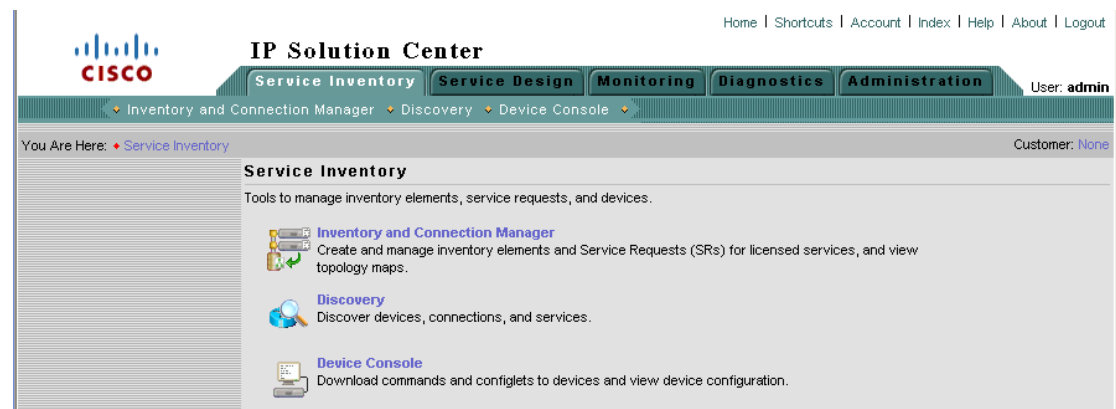 Home | Shortcuts | Account | Index | Help | About | Logout
CISCO
IP Solution Center
Service Inventory Service Design Monitoring Diagnostics Administration
User: admin
Inventory and Connection Manager Discovery Device Console
You Are Here: Service Inventory
Customer: None
Service Inventory
Tools to manage inventory elements, service requests, and devices.
Inventory and Connection Manager
Create and manage inventory elements and Service Requests (SRs) for licensed services, and view
topology maps.
Discovery
Discover devices, connections, and services.
Device Console
Download commands and configlets to devices and view device configuration.